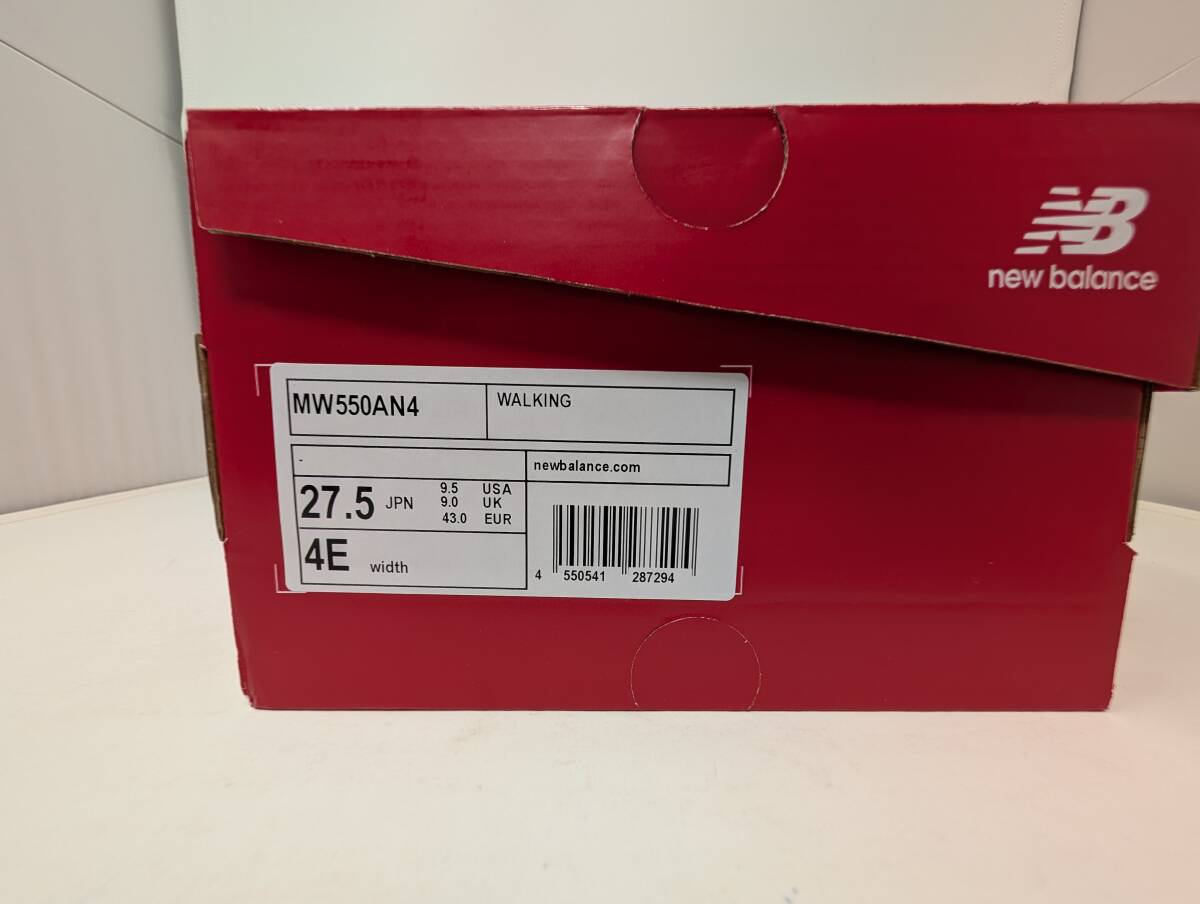 NB
new balance
MW550AN4 WALKING
- newbalance.com
27.5 JPN 9.5 USA
9.0 UK
43.0 EUR
4E width
4 550541 287294